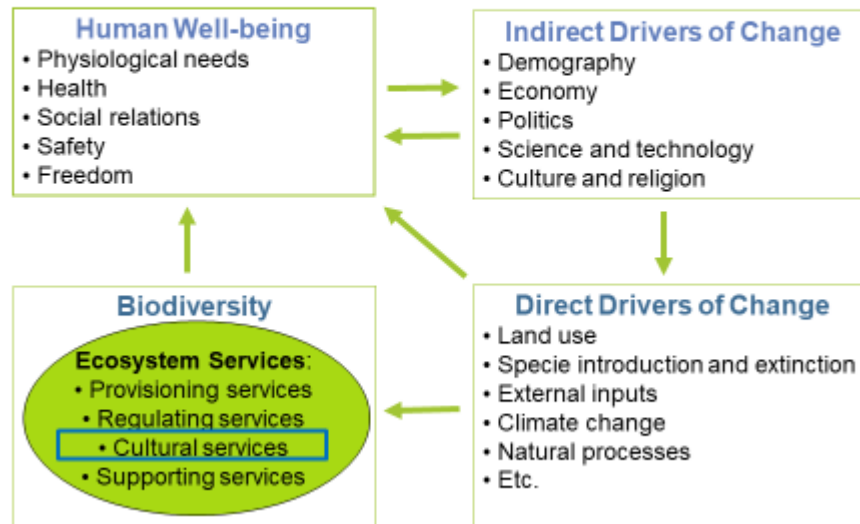 Human Well-being
• Physiological needs
• Health
• Social relations
• Safety
• Freedom
Indirect Drivers of Change
• Demography
• Economy
• Politics
• Science and technology
• Culture and religion
Biodiversity
Ecosystem Services:
• Provisioning services
• Regulating services
• Cultural services
• Supporting services
Direct Drivers of Change
• Land use
• Specie introduction and extinction
• External inputs
• Climate change
• Natural processes
• Etc.